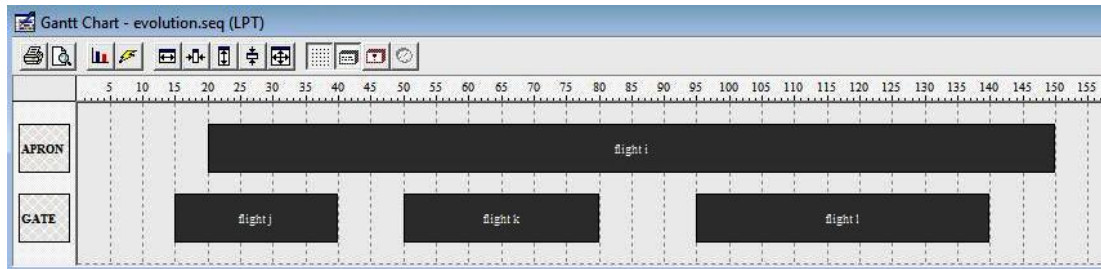 Gantt Chart - evolution.seq (LPT)
5 10 15 20 25 30 35 40 45 50 55 60 65 70 75 80 85 90 95 100 105 110 115 120 125 130 135 140 145 150 155
APRON flight i
GATE flight j flight k flight l